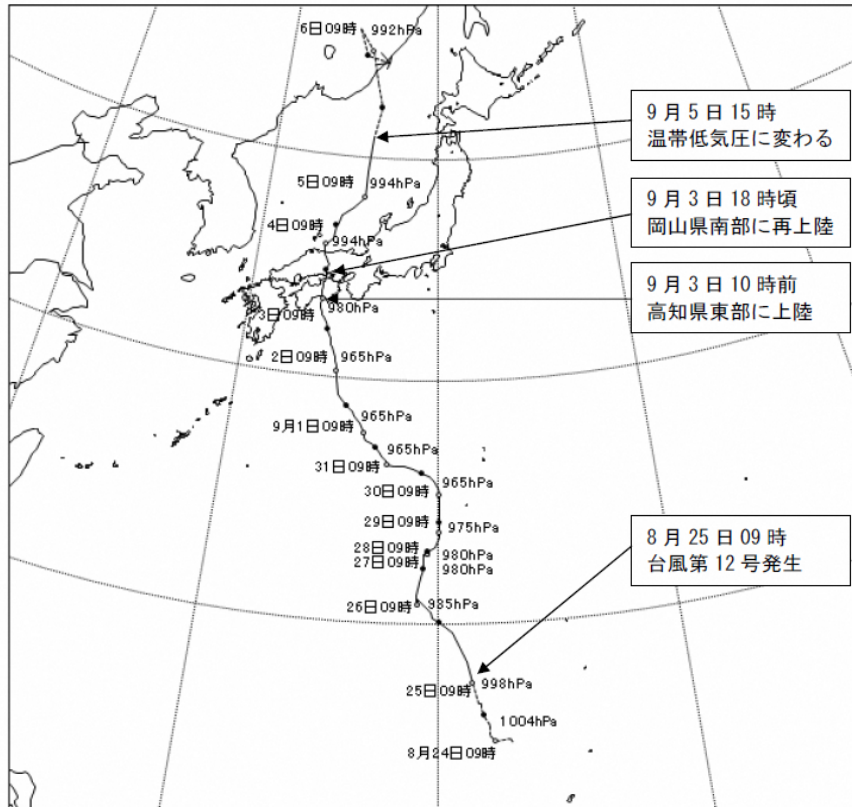 6日09時 992hPa
9月5日15時
温帯低気圧に変わる
5日09時 994hPa
9月3日18時頃
岡山県南部に再上陸
4日09時 994hPa
9月3日10時前
高知県東部に上陸
3日09時 980hPa
2日09時 965hPa
9月1日09時 965hPa
31日09時 965hPa
30日09時 965hPa
29日09時 975hPa
28日09時 980hPa
27日09時 980hPa
8月25日09時
台風第12号発生
26日09時 985hPa
25日09時 998hPa
8月24日09時 1004hPa